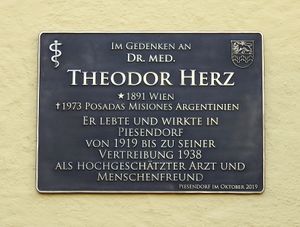 Im Gedenken an
Dr. med.
Theodor Herz
★1891 Wien
†1973 Posadas Misiones Argentinien
Er lebte und wirkte in
Piesendorf
von 1919 bis zu seiner
Vertreibung 1938
als hochgeschätzter Arzt und
Menschenfreund
Piesendorf im Oktober 2019